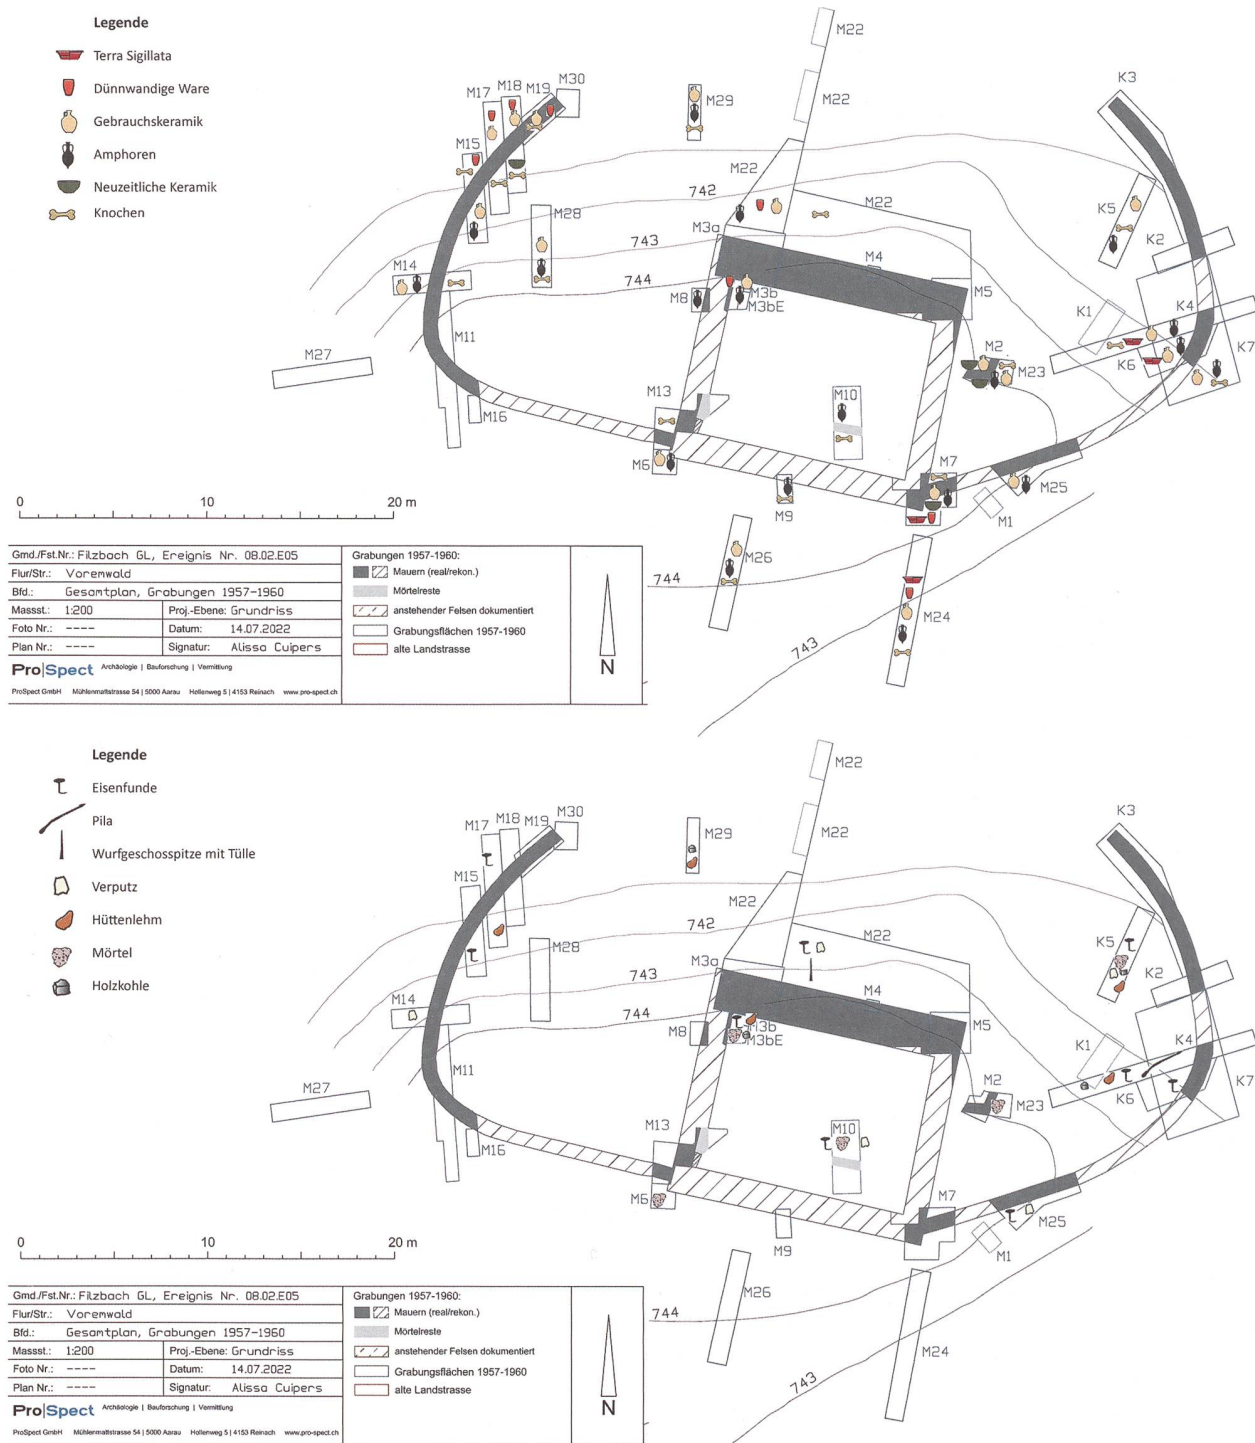 Legende
Terra Sigillata
Dünnwandige Ware
Gebrauchskeramik
Amphoren
Neuzeitliche Keramik
Knochen
M22
M22
M22
M22
M17
M18
M19
M30
M29
M15
M28
M14
M27
M11
M16
M13
M6
M8
M3a
M3b
M3bE
M4
M5
M2
M23
M10
M7
M9
M26
M25
M1
M24
K3
K5
K2
K1
K4
K6
K7
742
743
744
744
743
0 10 20 m
Gmd./Fst.Nr.: Filzbach GL, Ereignis Nr. 08.02.E05
Flur/Str.: Voremwald
Bfd.: Gesamtplan, Grabungen 1957-1960
Massst.: 1:200 Proj.-Ebene: Grundriss
Foto Nr.: ---- Datum: 14.07.2022
Plan Nr.: ---- Signatur: Alissa Cuipers
Pro|Spect Archäologie | Bauforschung | Vermittlung
ProSpect GmbH Mühlenmattstrasse 54 | 5000 Aarau Hollenweg 5 | 4153 Reinach www.pro-spect.ch
Grabungen 1957-1960:
Mauern (real/rekon.)
Mörtelreste
anstehender Felsen dokumentiert
Grabungsflächen 1957-1960
alte Landstrasse
N
Legende
Eisenfunde
Pila
Wurfgeschosspitze mit Tülle
Verputz
Hüttenlehm
Mörtel
Holzkohle
M22
M22
M22
M22
M17
M18
M19
M30
M29
M15
M28
M14
M27
M11
M16
M13
M6
M8
M3a
M3b
M3bE
M4
M5
M2
M23
M10
M7
M9
M26
M25
M1
M24
K3
K5
K2
K1
K4
K6
K7
742
743
744
744
743
0 10 20 m
Gmd./Fst.Nr.: Filzbach GL, Ereignis Nr. 08.02.E05
Flur/Str.: Voremwald
Bfd.: Gesamtplan, Grabungen 1957-1960
Massst.: 1:200 Proj.-Ebene: Grundriss
Foto Nr.: ---- Datum: 14.07.2022
Plan Nr.: ---- Signatur: Alissa Cuipers
Pro|Spect Archäologie | Bauforschung | Vermittlung
ProSpect GmbH Mühlenmattstrasse 54 | 5000 Aarau Hollenweg 5 | 4153 Reinach www.pro-spect.ch
Grabungen 1957-1960:
Mauern (real/rekon.)
Mörtelreste
anstehender Felsen dokumentiert
Grabungsflächen 1957-1960
alte Landstrasse
N